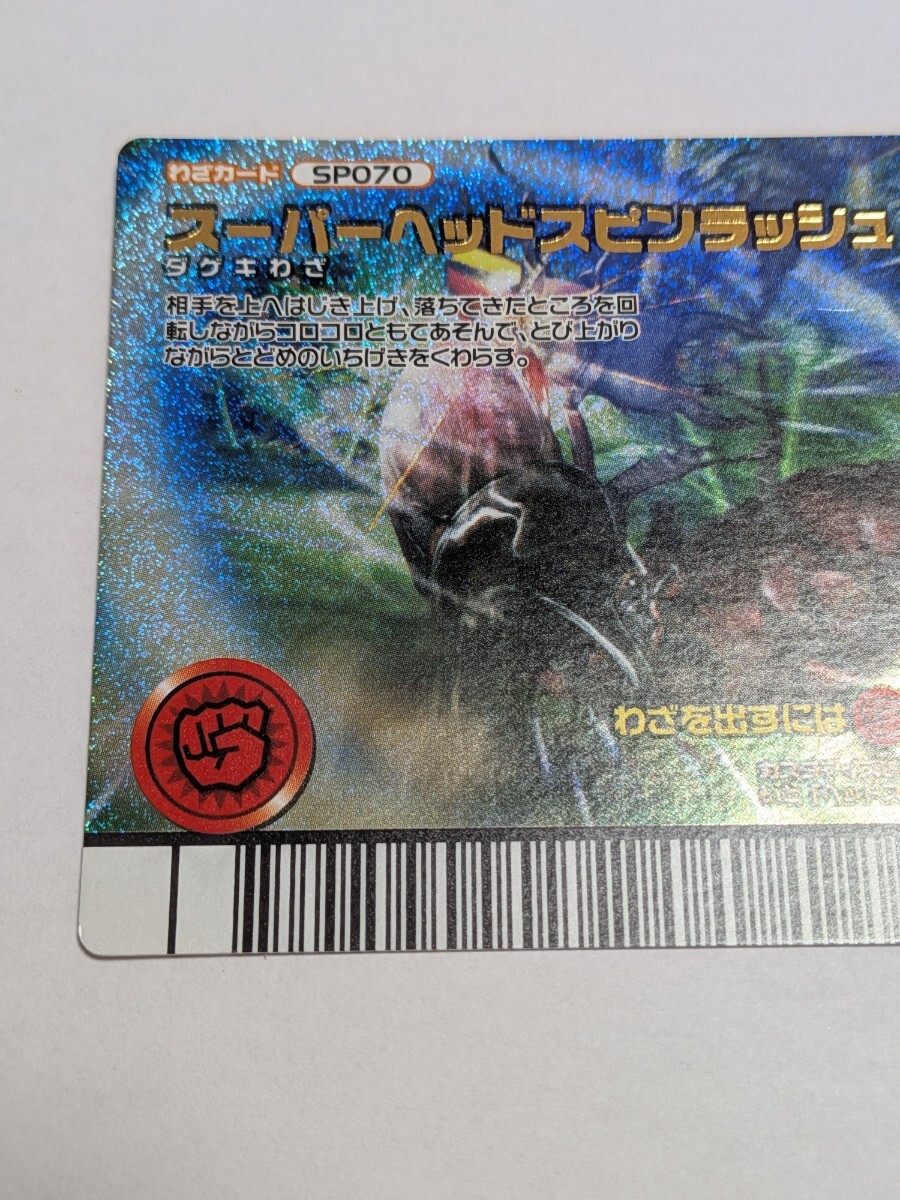 わざカード SP070
スーパーヘッドスピンラッシュ
ダゲキわざ
相手を上へはじき上げ、落ちてきたところを回
転しながらコロコロともてあそんで、とび上がり
ながらとどめのいちげきをくわらす。
わざを出すには